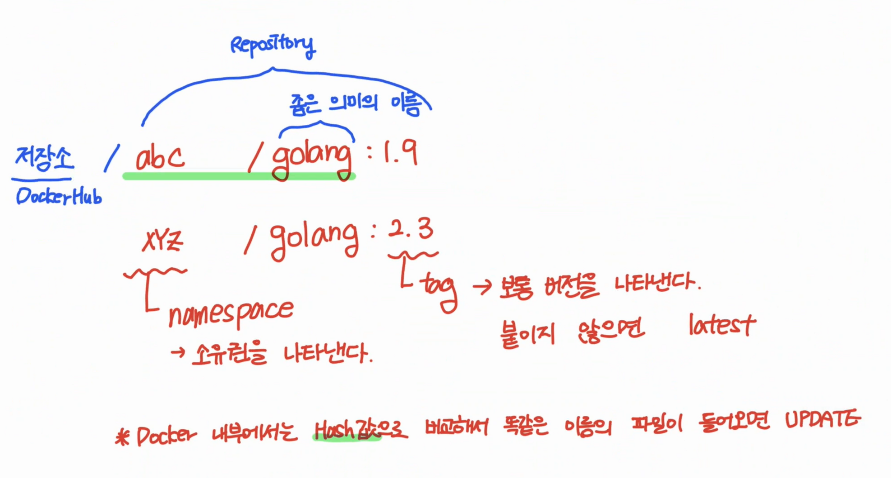 Repository
좁은 의미의 이름
저장소 / abc / golang : 1.9
DockerHub
XYZ / golang : 2.3
tag → 보통 버전을 나타낸다.
namespace
붙이지 않으면 latest
→ 소유권을 나타낸다.
* Docker 내부에서는 Hash값으로 비교해서 똑같은 이름의 파일이 들어오면 UPDATE